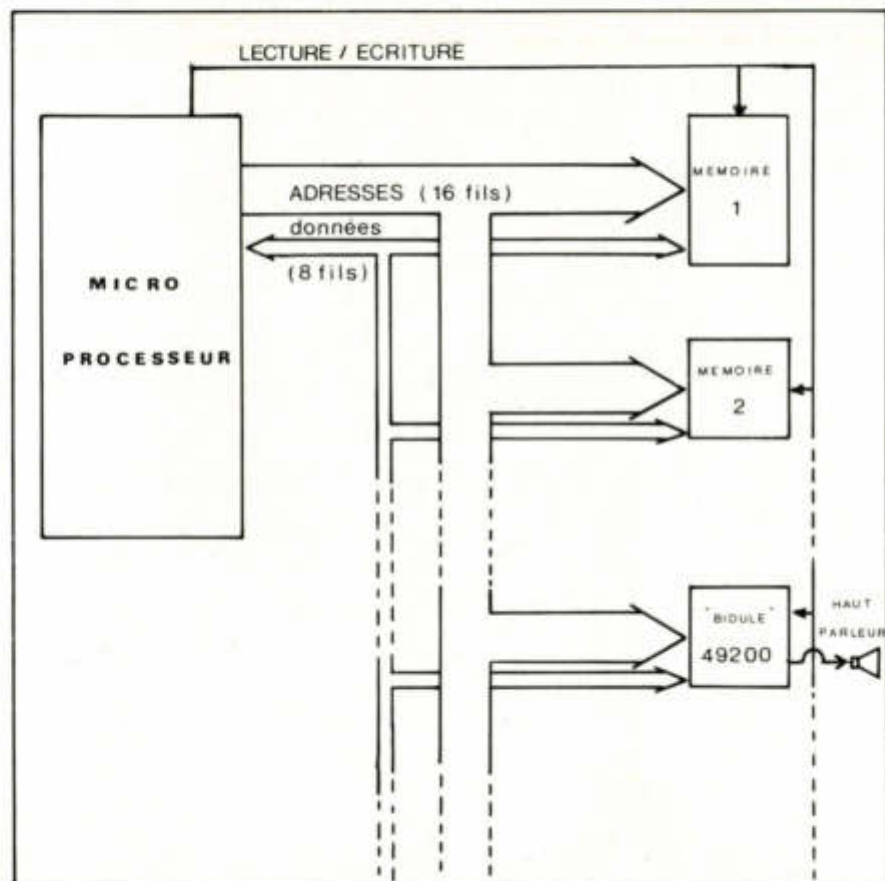 LECTURE / ECRITURE
MEMOIRE
1
ADRESSES (16 fils)
données
(8 fils)
MICRO
PROCESSEUR
MEMOIRE
2
"BIDULE"
49200
HAUT
PARLEUR